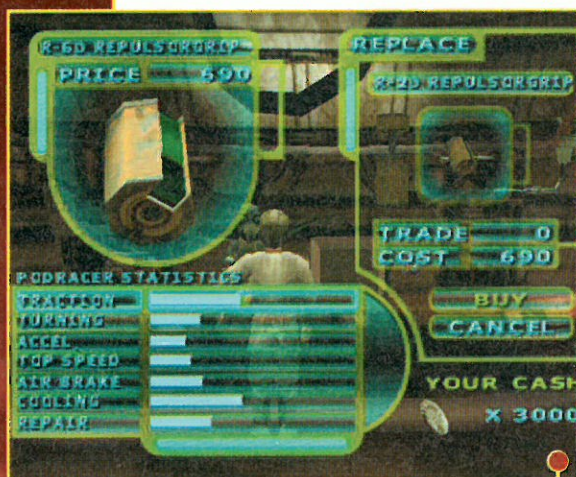 R-60 REPULSORGRIP
PRICE 690
REPLACE
R-20 REPULSORGRIP
TRADE 0
COST 690
BUY
CANCEL
YOUR CASH
X 3000
PODRACER STATISTICS
TRACTION
TURNING
ACCEL
TOP SPEED
AIR BRAKE
COOLING
REPAIR